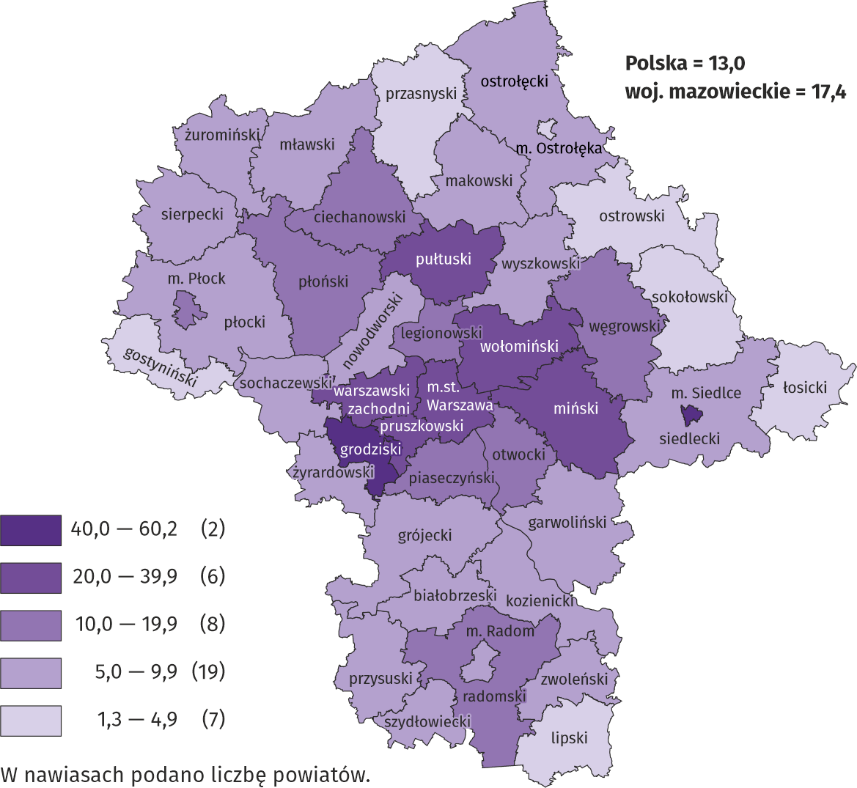 Polska = 13,0
woj. mazowieckie = 17,4
ostrołęcki
przasnyski
żuromiński
mławski
m. Ostrołęka
makowski
sierpecki
ciechanowski
ostrowski
pułtuski
wyszkowski
m. Płock
płoński
sokołowski
płocki
nowodworski
legionowski
węgrowski
wołomiński
gostyniński
sochaczewski
warszawski
zachodni
m.st.
Warszawa
m. Siedlce
łosicki
miński
pruszkowski
siedlecki
grodziski
otwocki
żyrardowski
piaseczyński
garwoliński
grójecki
białobrzeski
kozienicki
m. Radom
przysuski
zwoleński
radomski
szydłowiecki
lipski
40,0 — 60,2 (2)
20,0 — 39,9 (6)
10,0 — 19,9 (8)
5,0 — 9,9 (19)
1,3 — 4,9 (7)
W nawiasach podano liczbę powiatów.